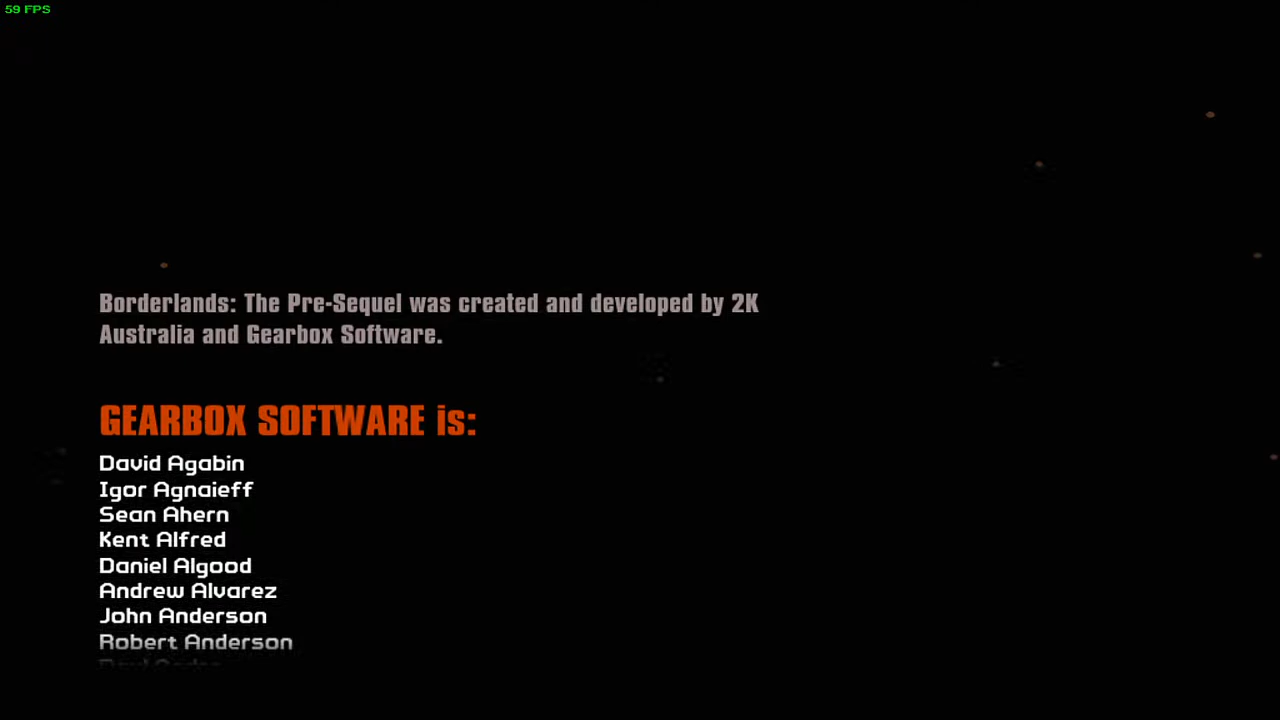 59 FPS
Borderlands: The Pre-Sequel was created and developed by 2K
Australia and Gearbox Software.
GEARBOX SOFTWARE is:
David Agabin
Igor Agnaieff
Sean Ahern
Kent Alfred
Daniel Algood
Andrew Alvarez
John Anderson
Robert Anderson